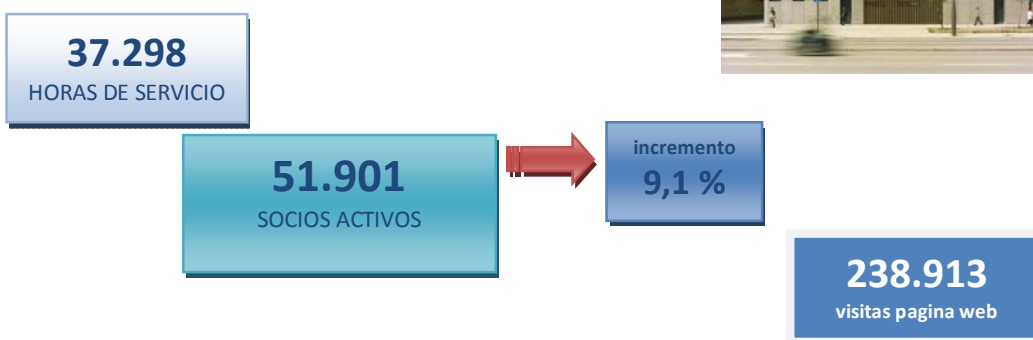 37.298
HORAS DE SERVICIO
51.901
SOCIOS ACTIVOS
incremento
9,1 %
238.913
visitas pagina web